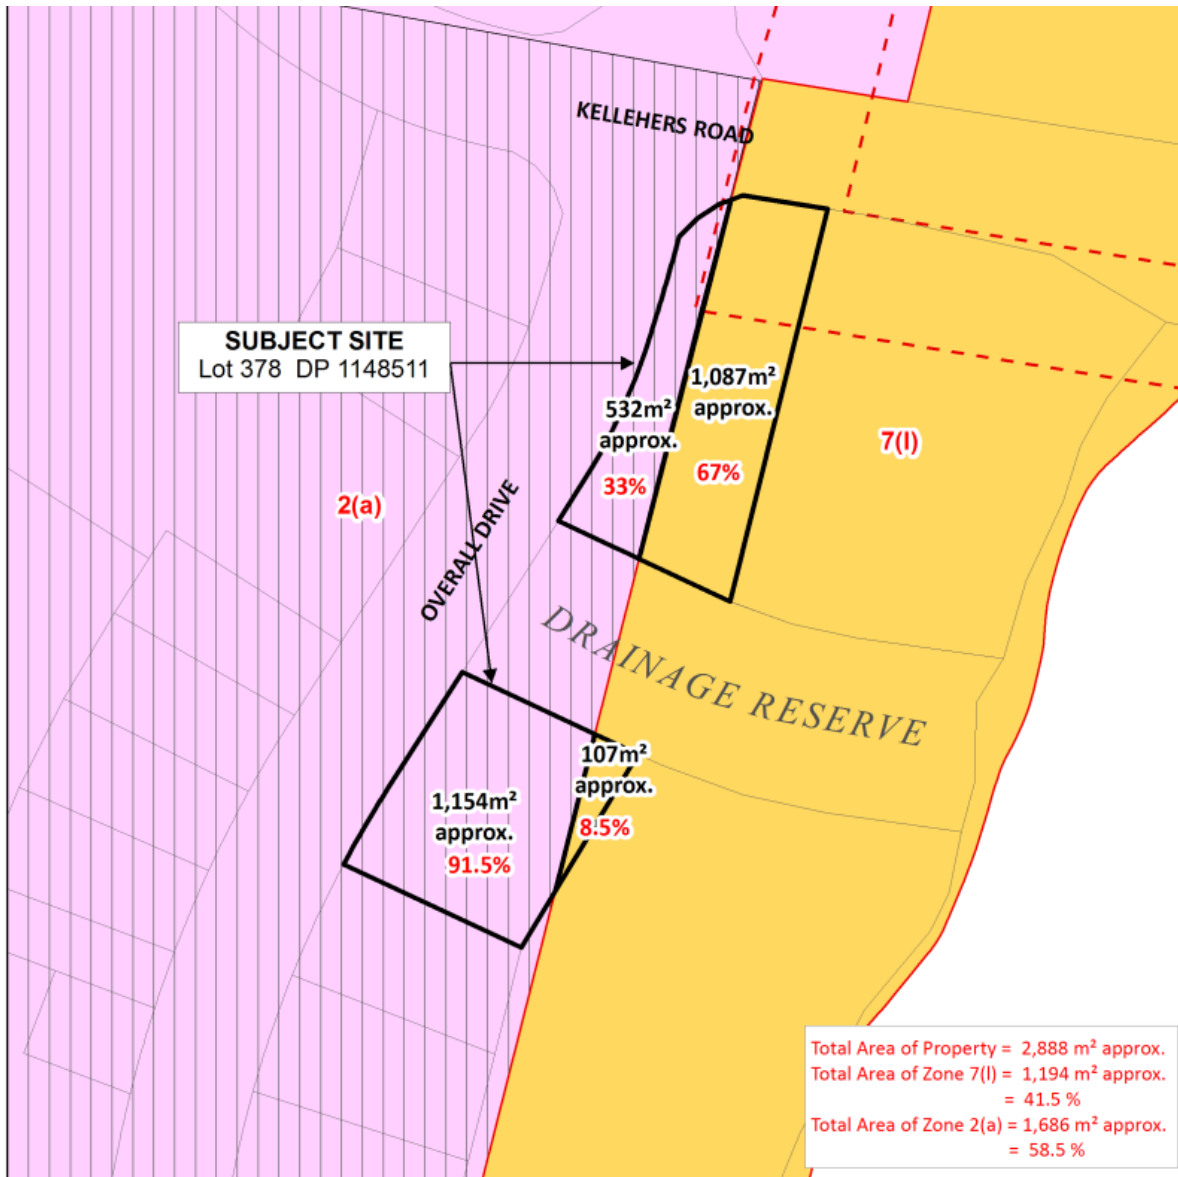 KELLEHERS ROAD
SUBJECT SITE
Lot 378 DP 1148511
1,087m²
approx.
67%
532m²
approx.
33%
7(l)
2(a)
OVERALL DRIVE
DRAINAGE RESERVE
107m²
approx.
8.5%
1,154m²
approx.
91.5%
Total Area of Property = 2,888 m² approx.
Total Area of Zone 7(l) = 1,194 m² approx.
= 41.5 %
Total Area of Zone 2(a) = 1,686 m² approx.
= 58.5 %